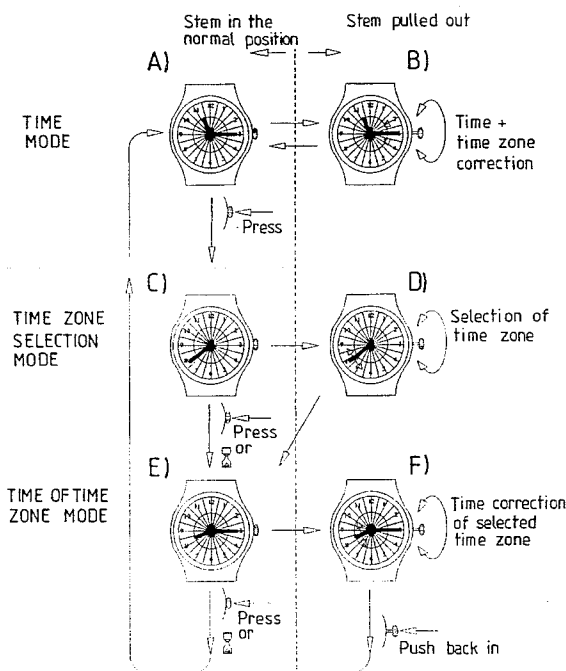 Stem in the
normal position
Stem pulled out
A)
B)
TIME
MODE
Time +
time zone
correction
Press
C)
D)
TIME ZONE
SELECTION
MODE
Selection of
time zone
Press
or
E)
F)
TIME OF TIME
ZONE MODE
Time correction
of selected
time zone
Press
or
Push back in